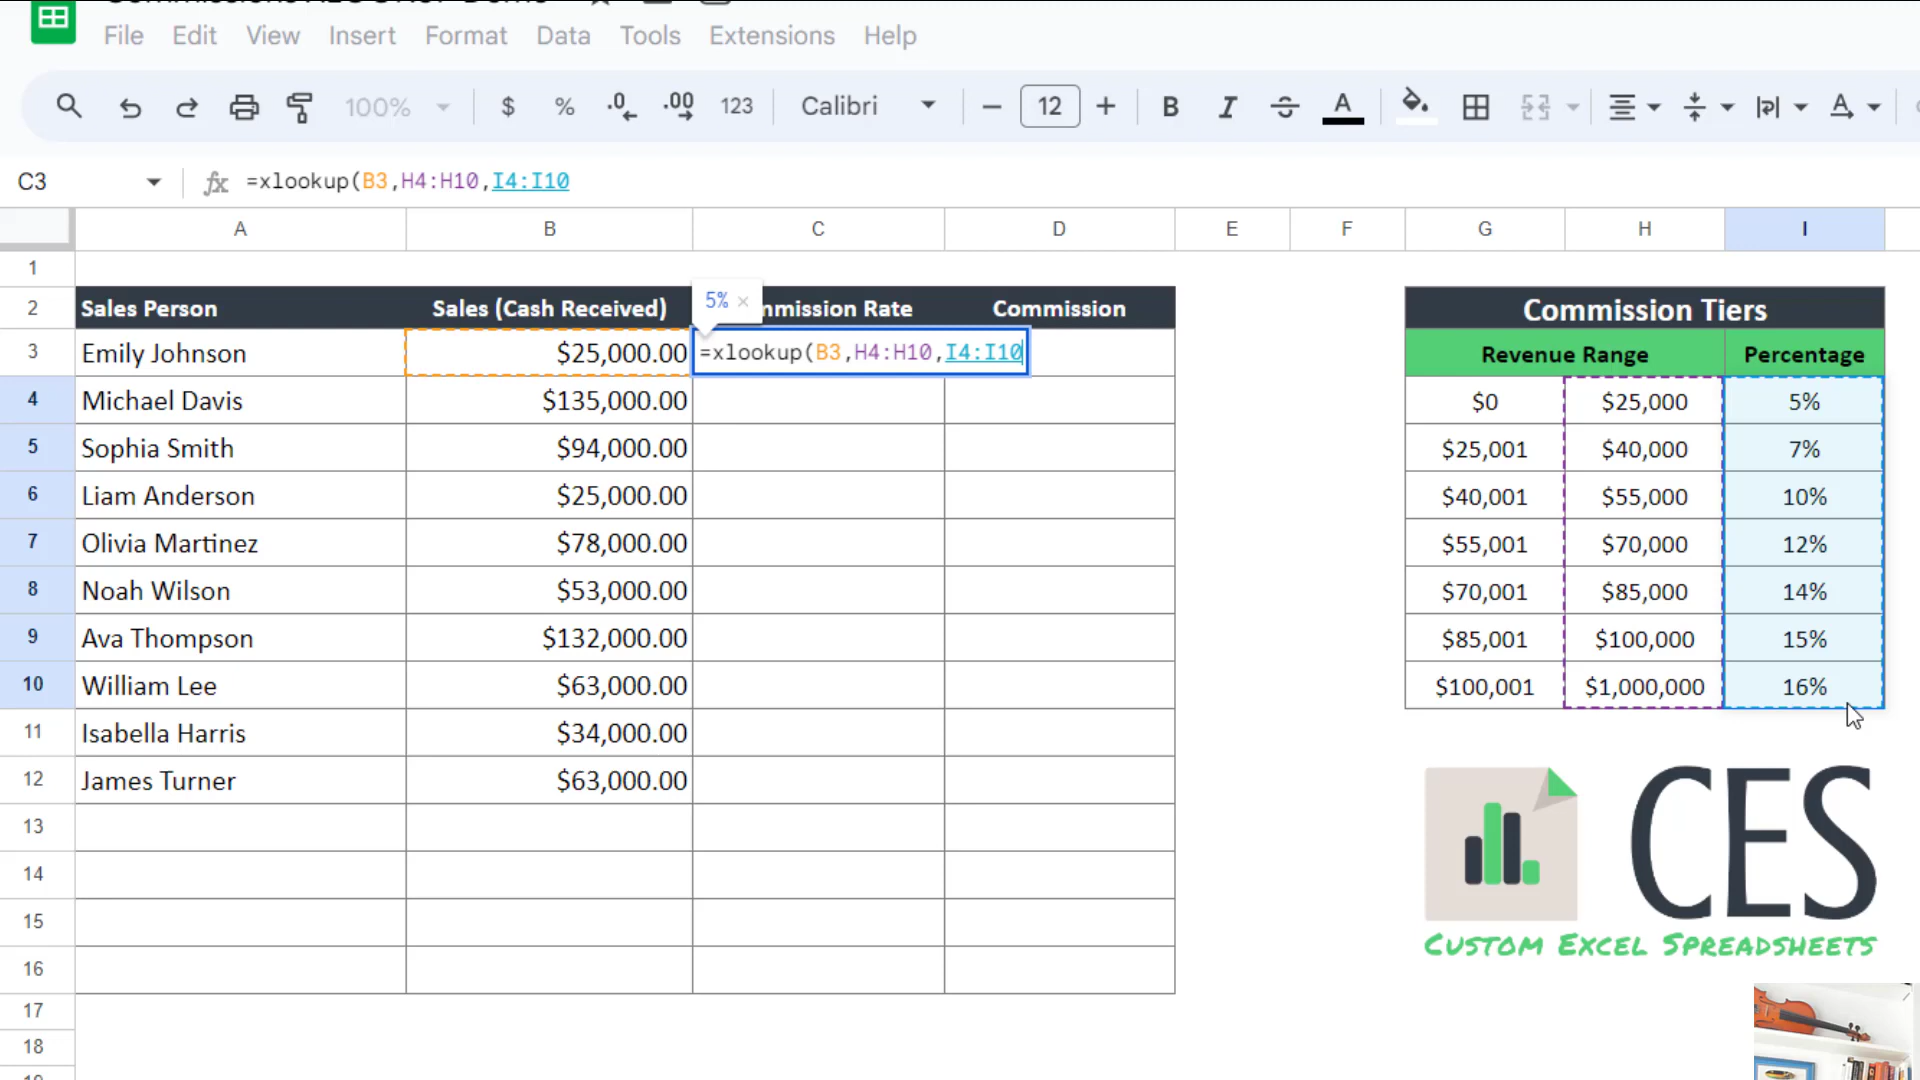 File Edit View Insert Format Data Tools Extensions Help
100% $ % .0 .00 123 Calibri 12 B I S A A
C3 fx =xlookup(B3,H4:H10,I4:I10
A B C D E F G H I
1
5% ×
2 Sales Person Sales (Cash Received) mmission Rate Commission Commission Tiers
3 Emily Johnson $25,000.00 =xlookup(B3,H4:H10,I4:I10 Revenue Range Percentage
4 Michael Davis $135,000.00 $0 $25,000 5%
5 Sophia Smith $94,000.00 $25,001 $40,000 7%
6 Liam Anderson $25,000.00 $40,001 $55,000 10%
7 Olivia Martinez $78,000.00 $55,001 $70,000 12%
8 Noah Wilson $53,000.00 $70,001 $85,000 14%
9 Ava Thompson $132,000.00 $85,001 $100,000 15%
10 William Lee $63,000.00 $100,001 $1,000,000 16%
11 Isabella Harris $34,000.00
12 James Turner $63,000.00
13
14
15
16
17
18
CES
Custom Excel Spreadsheets